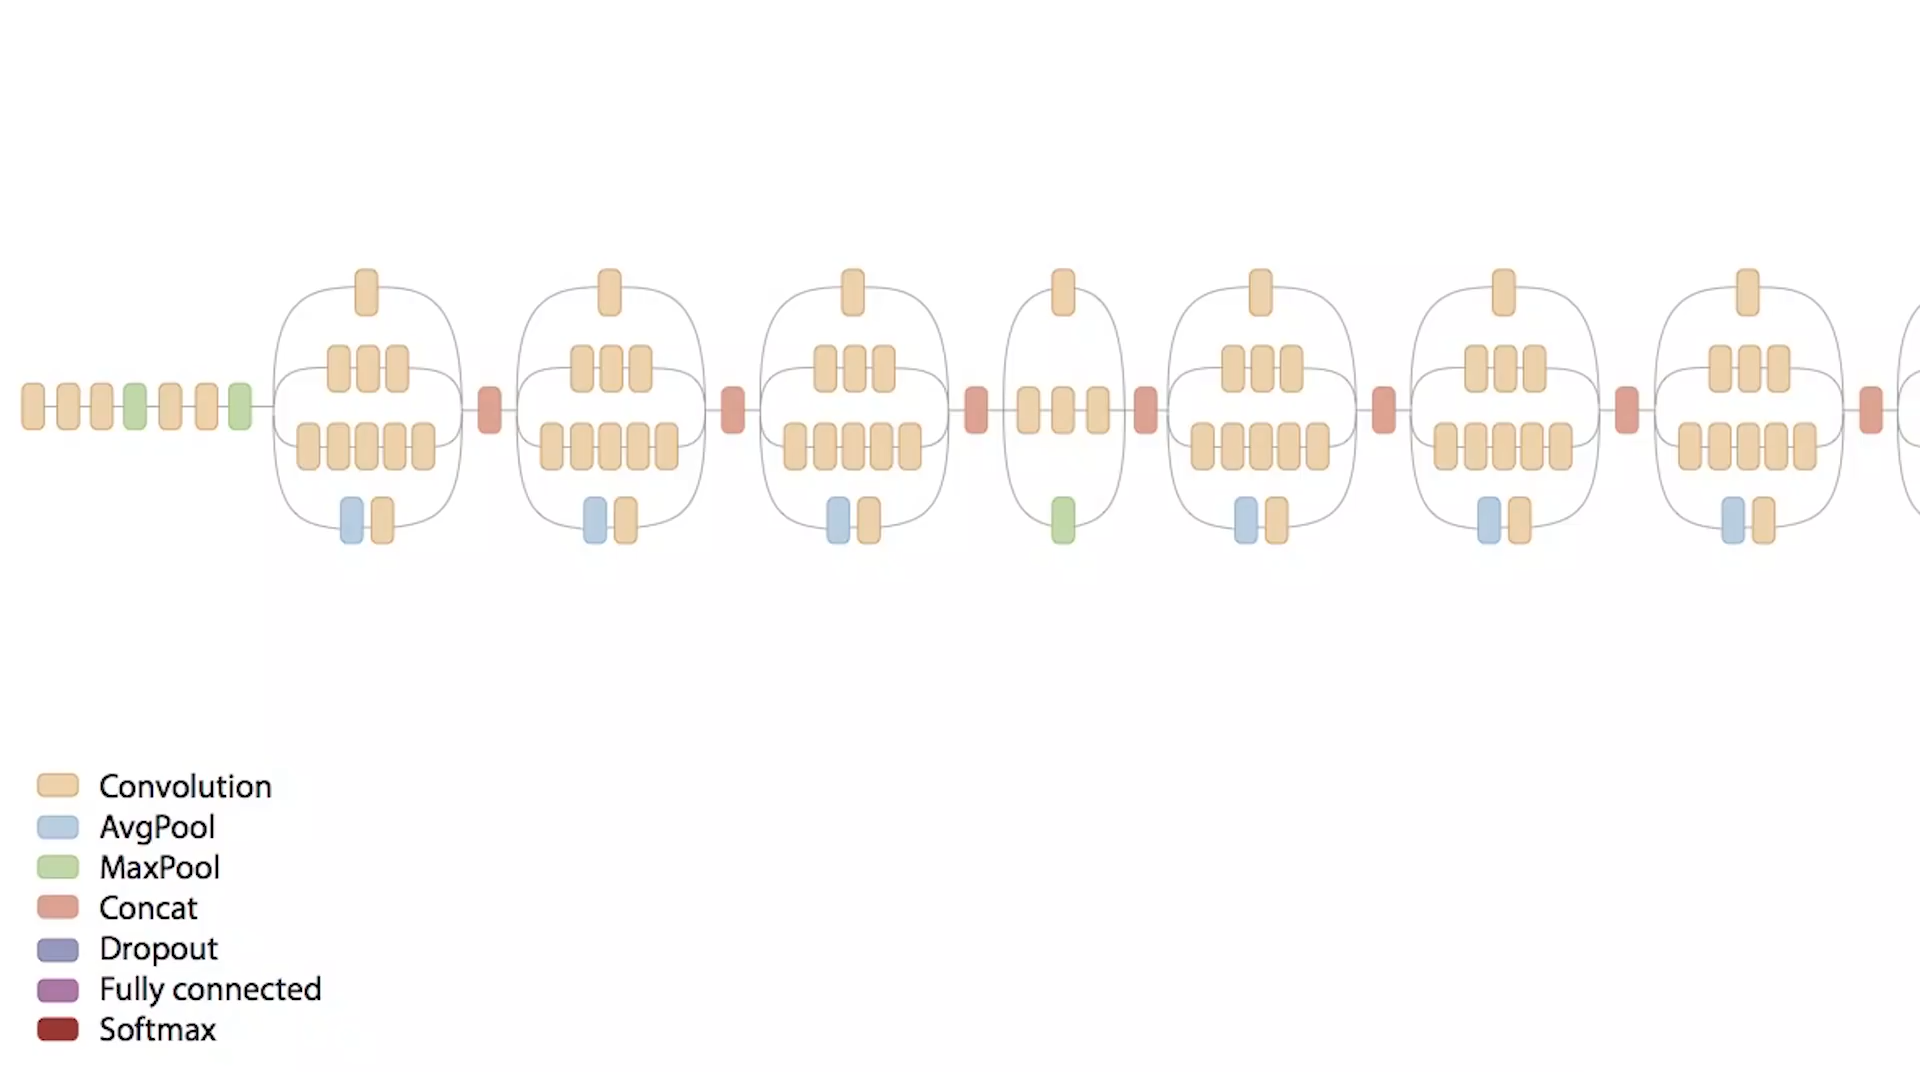 Convolution
AvgPool
MaxPool
Concat
Dropout
Fully connected
Softmax